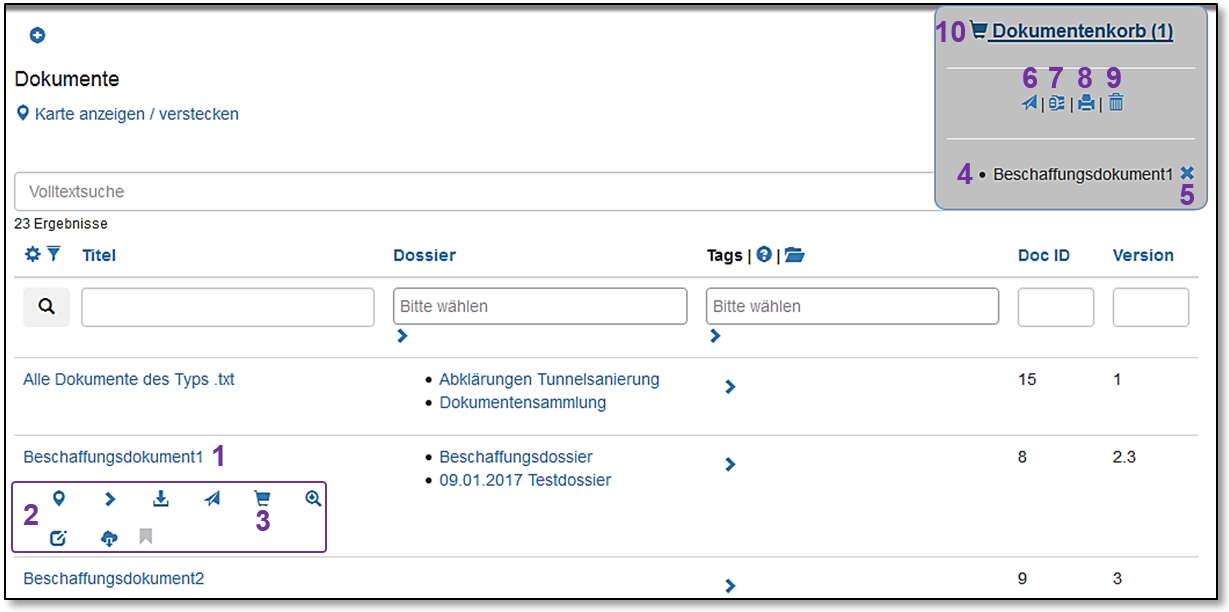 10 Dokumentenkorb (1)
Dokumente
6 7 8 9
| | |
Karte anzeigen / verstecken
4 • Beschaffungsdokument1
5
Volltextsuche
23 Ergebnisse
Titel Dossier Tags | | Doc ID Version
Bitte wählen Bitte wählen
Alle Dokumente des Typs .txt • Abklärungen Tunnelsanierung 15 1
• Dokumentensammlung
Beschaffungsdokument1 1 • Beschaffungsdossier 8 2.3
• 09.01.2017 Testdossier
2 3
Beschaffungsdokument2 9 3